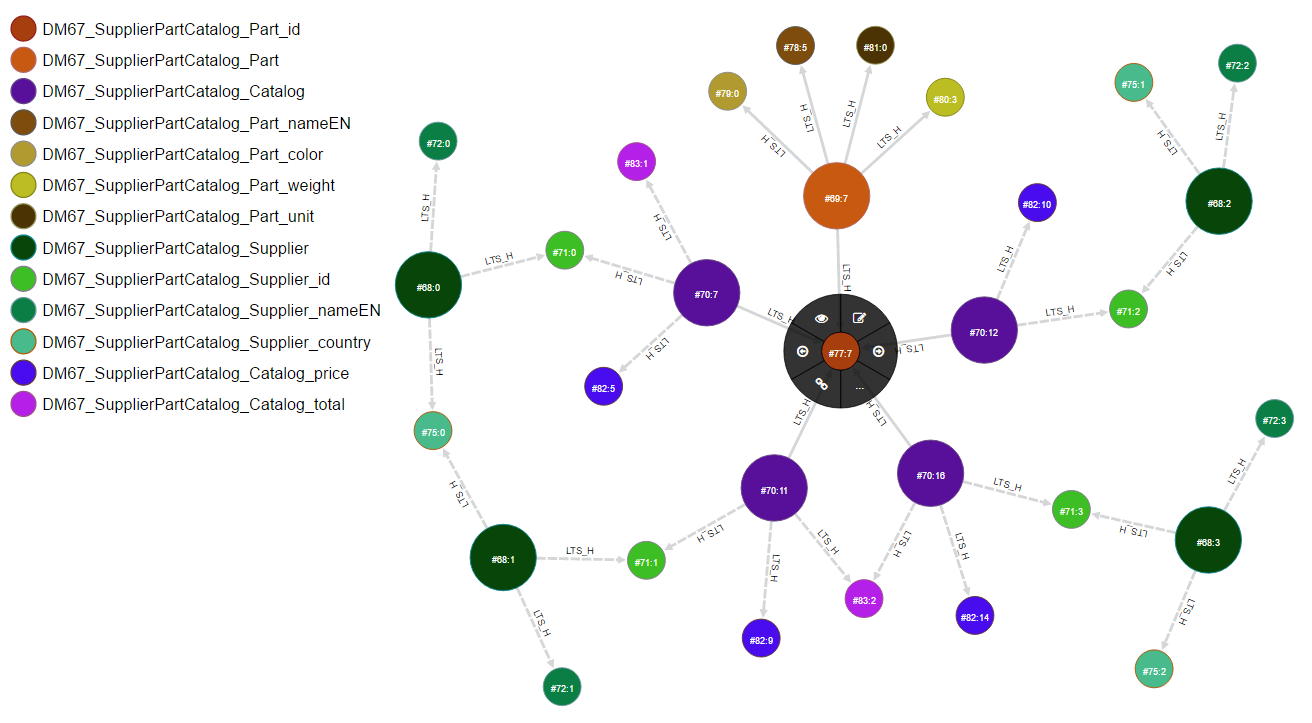 DM67_SupplierPartCatalog_Part_id
DM67_SupplierPartCatalog_Part
DM67_SupplierPartCatalog_Catalog
DM67_SupplierPartCatalog_Part_nameEN
DM67_SupplierPartCatalog_Part_color
DM67_SupplierPartCatalog_Part_weight
DM67_SupplierPartCatalog_Part_unit
DM67_SupplierPartCatalog_Supplier
DM67_SupplierPartCatalog_Supplier_id
DM67_SupplierPartCatalog_Supplier_nameEN
DM67_SupplierPartCatalog_Supplier_country
DM67_SupplierPartCatalog_Catalog_price
DM67_SupplierPartCatalog_Catalog_total
#78:5
#81:0
#72:2
#75:1
#79:0
#80:3
LTS_H
LTS_H
LTS_H
LTS_H
LTS_H
LTS_H
#72:0
#83:1
#69:7
#82:10
#68:2
LTS_H
LTS_H
#71:0
LTS_H
LTS_H
LTS_H
LTS_H
LTS_H
#68:0
#70:7
#71:2
LTS_H
LTS_H
#70:12
LTS_H
LTS_H
#77:7
LTS_H
LTS_H
#82:5
...
LTS_H
LTS_H
#75:0
#72:3
LTS_H
LTS_H
#70:11
#70:16
LTS_H
#71:3
LTS_H
LTS_H
#68:3
LTS_H
LTS_H
LTS_H
LTS_H
#68:1
LTS_H
#71:1
LTS_H
#83:2
#82:14
LTS_H
LTS_H
#82:9
#75:2
#72:1